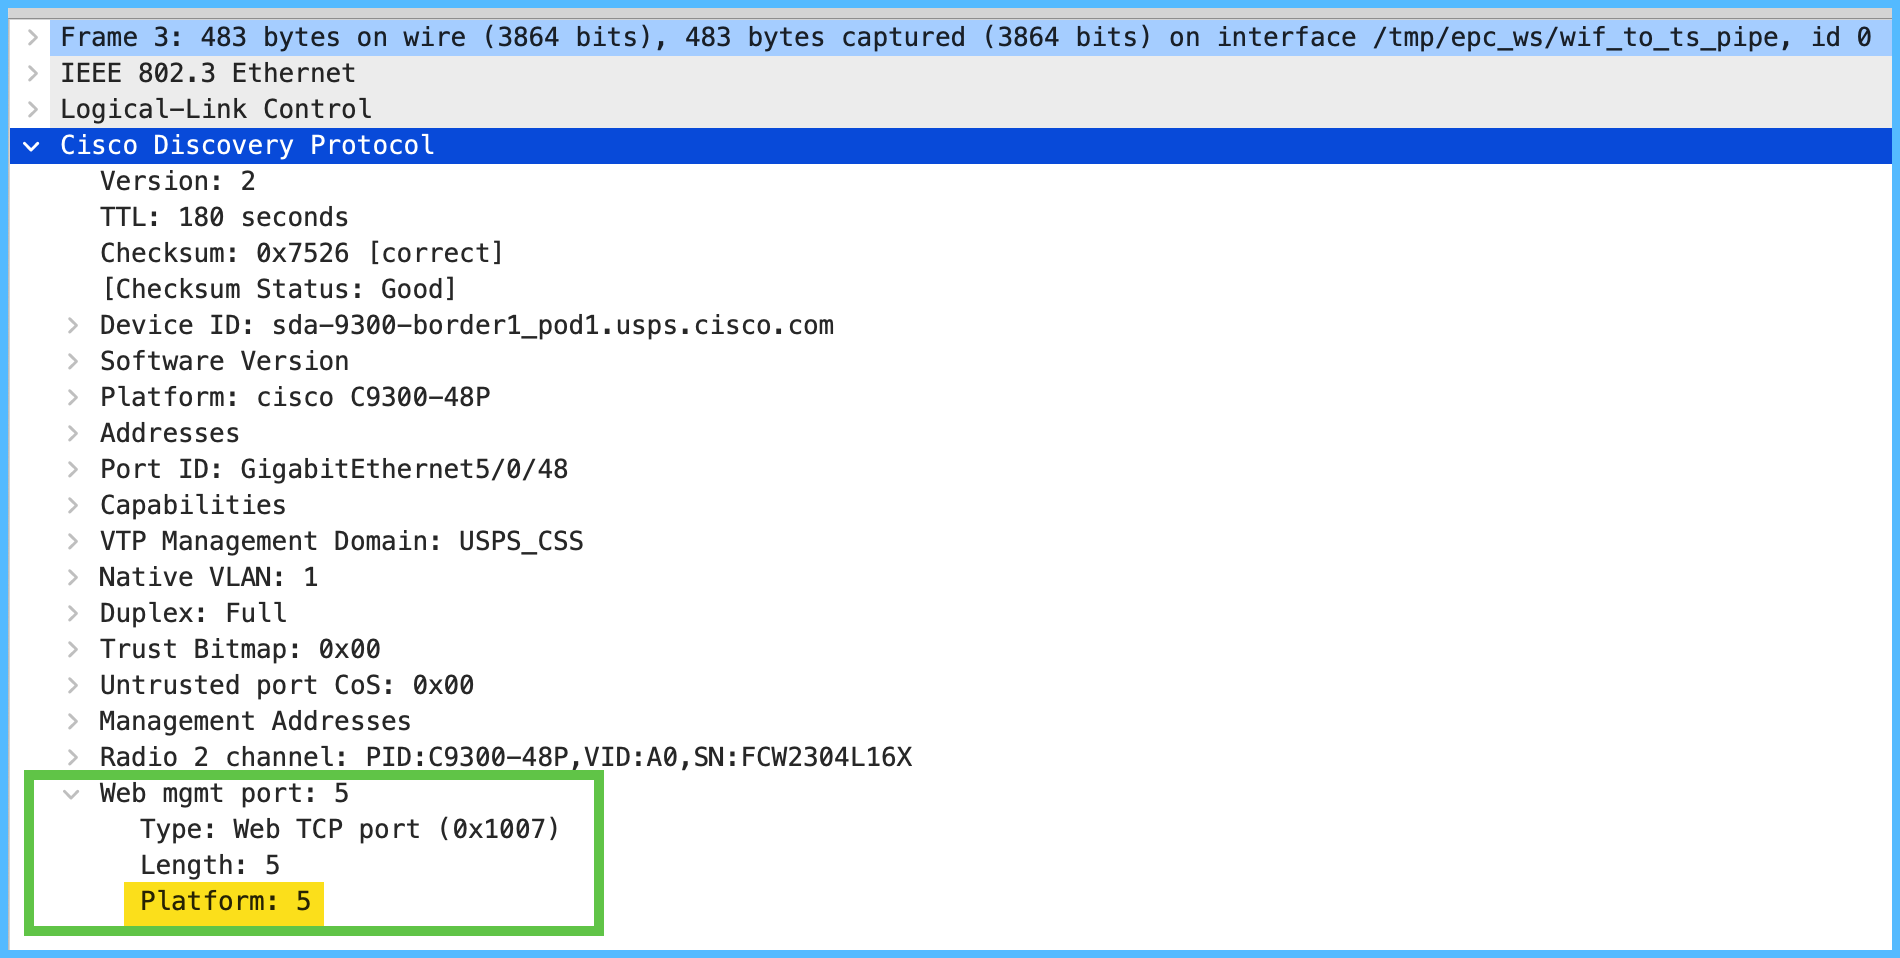 Frame 3: 483 bytes on wire (3864 bits), 483 bytes captured (3864 bits) on interface /tmp/epc_ws/wif_to_ts_pipe, id 0
IEEE 802.3 Ethernet
Logical-Link Control
Cisco Discovery Protocol
Version: 2
TTL: 180 seconds
Checksum: 0x7526 [correct]
[Checksum Status: Good]
Device ID: sda-9300-border1_pod1.usps.cisco.com
Software Version
Platform: cisco C9300-48P
Addresses
Port ID: GigabitEthernet5/0/48
Capabilities
VTP Management Domain: USPS_CSS
Native VLAN: 1
Duplex: Full
Trust Bitmap: 0x00
Untrusted port CoS: 0x00
Management Addresses
Radio 2 channel: PID:C9300-48P,VID:A0,SN:FCW2304L16X
Web mgmt port: 5
Type: Web TCP port (0x1007)
Length: 5
Platform: 5